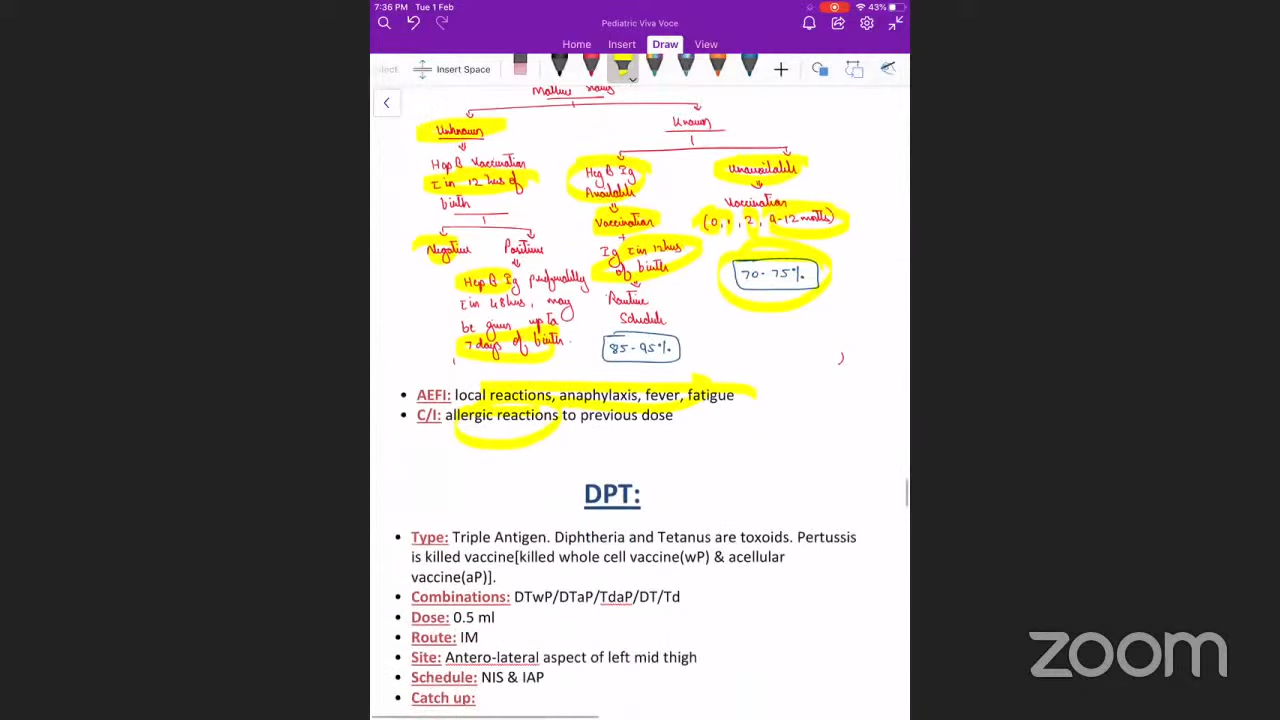 7:36 PM Tue 1 Feb
43%
Pediatric Viva Voce
Home Insert Draw View
Insert Space
Unknown
Known
Hep B Vaccination
in 12 hrs of
birth
Hep B Ig
Available
Unavailable
Vaccination
Vaccination
(0, 1, 2, 9-12 months)
Negative Positive
Ig in 12 hrs
of birth
70-75%
Hep B Ig preferably
in 48 hrs, may
be given upto
7 days of birth.
Routine
Schedule
85-95%
• AEFI: local reactions, anaphylaxis, fever, fatigue
• C/I: allergic reactions to previous dose
DPT:
• Type: Triple Antigen. Diphtheria and Tetanus are toxoids. Pertussis
is killed vaccine[killed whole cell vaccine(wP) & acellular
vaccine(aP)].
• Combinations: DTwP/DTaP/TdaP/DT/Td
• Dose: 0.5 ml
• Route: IM
• Site: Antero-lateral aspect of left mid thigh
• Schedule: NIS & IAP
• Catch up:
zoom